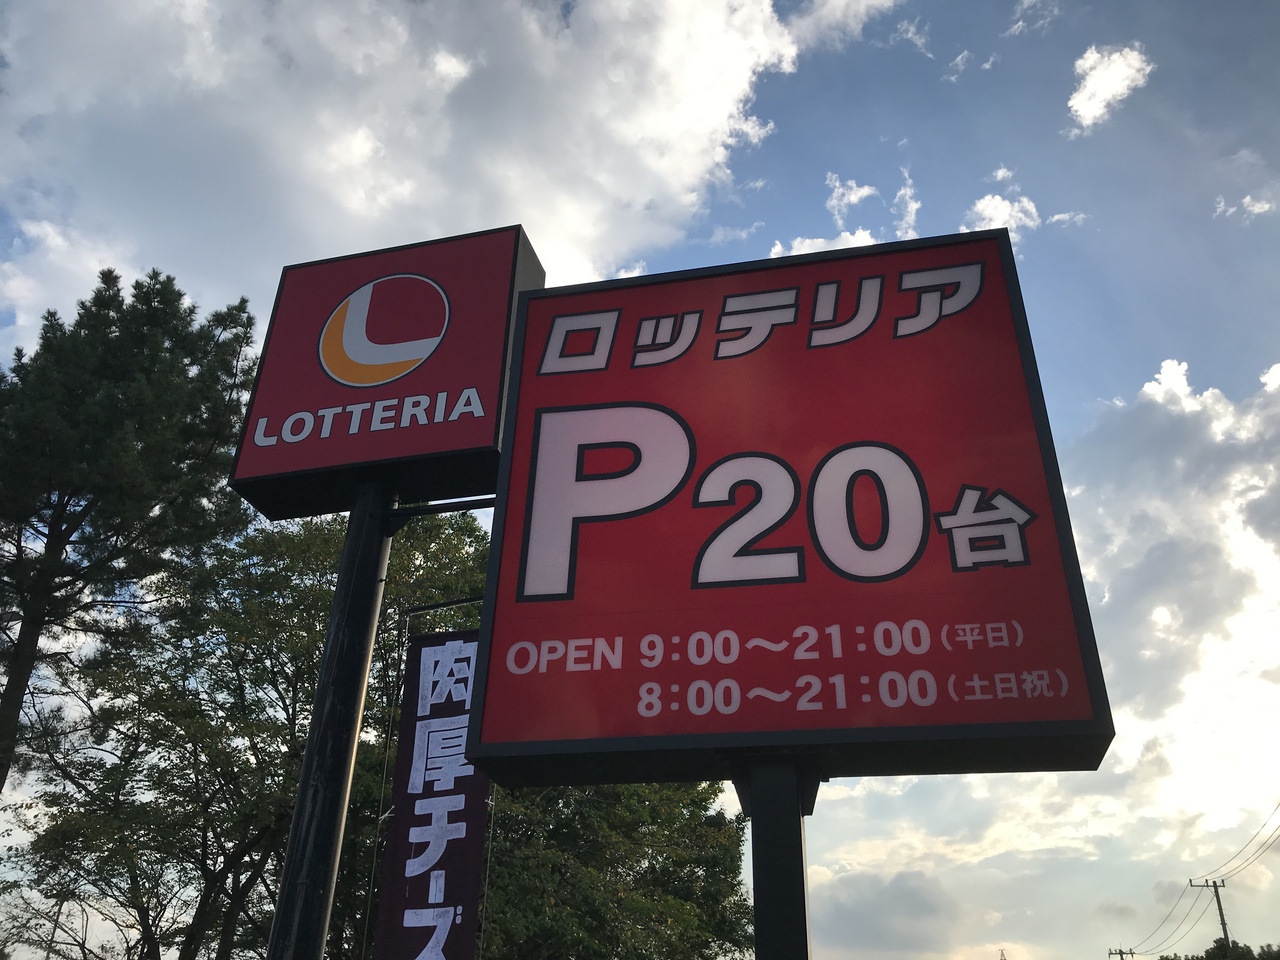 LOTTERIA
ロッテリア
P20台
OPEN 9:00〜21:00(平日)
8:00〜21:00(土日祝)
肉厚チーズ